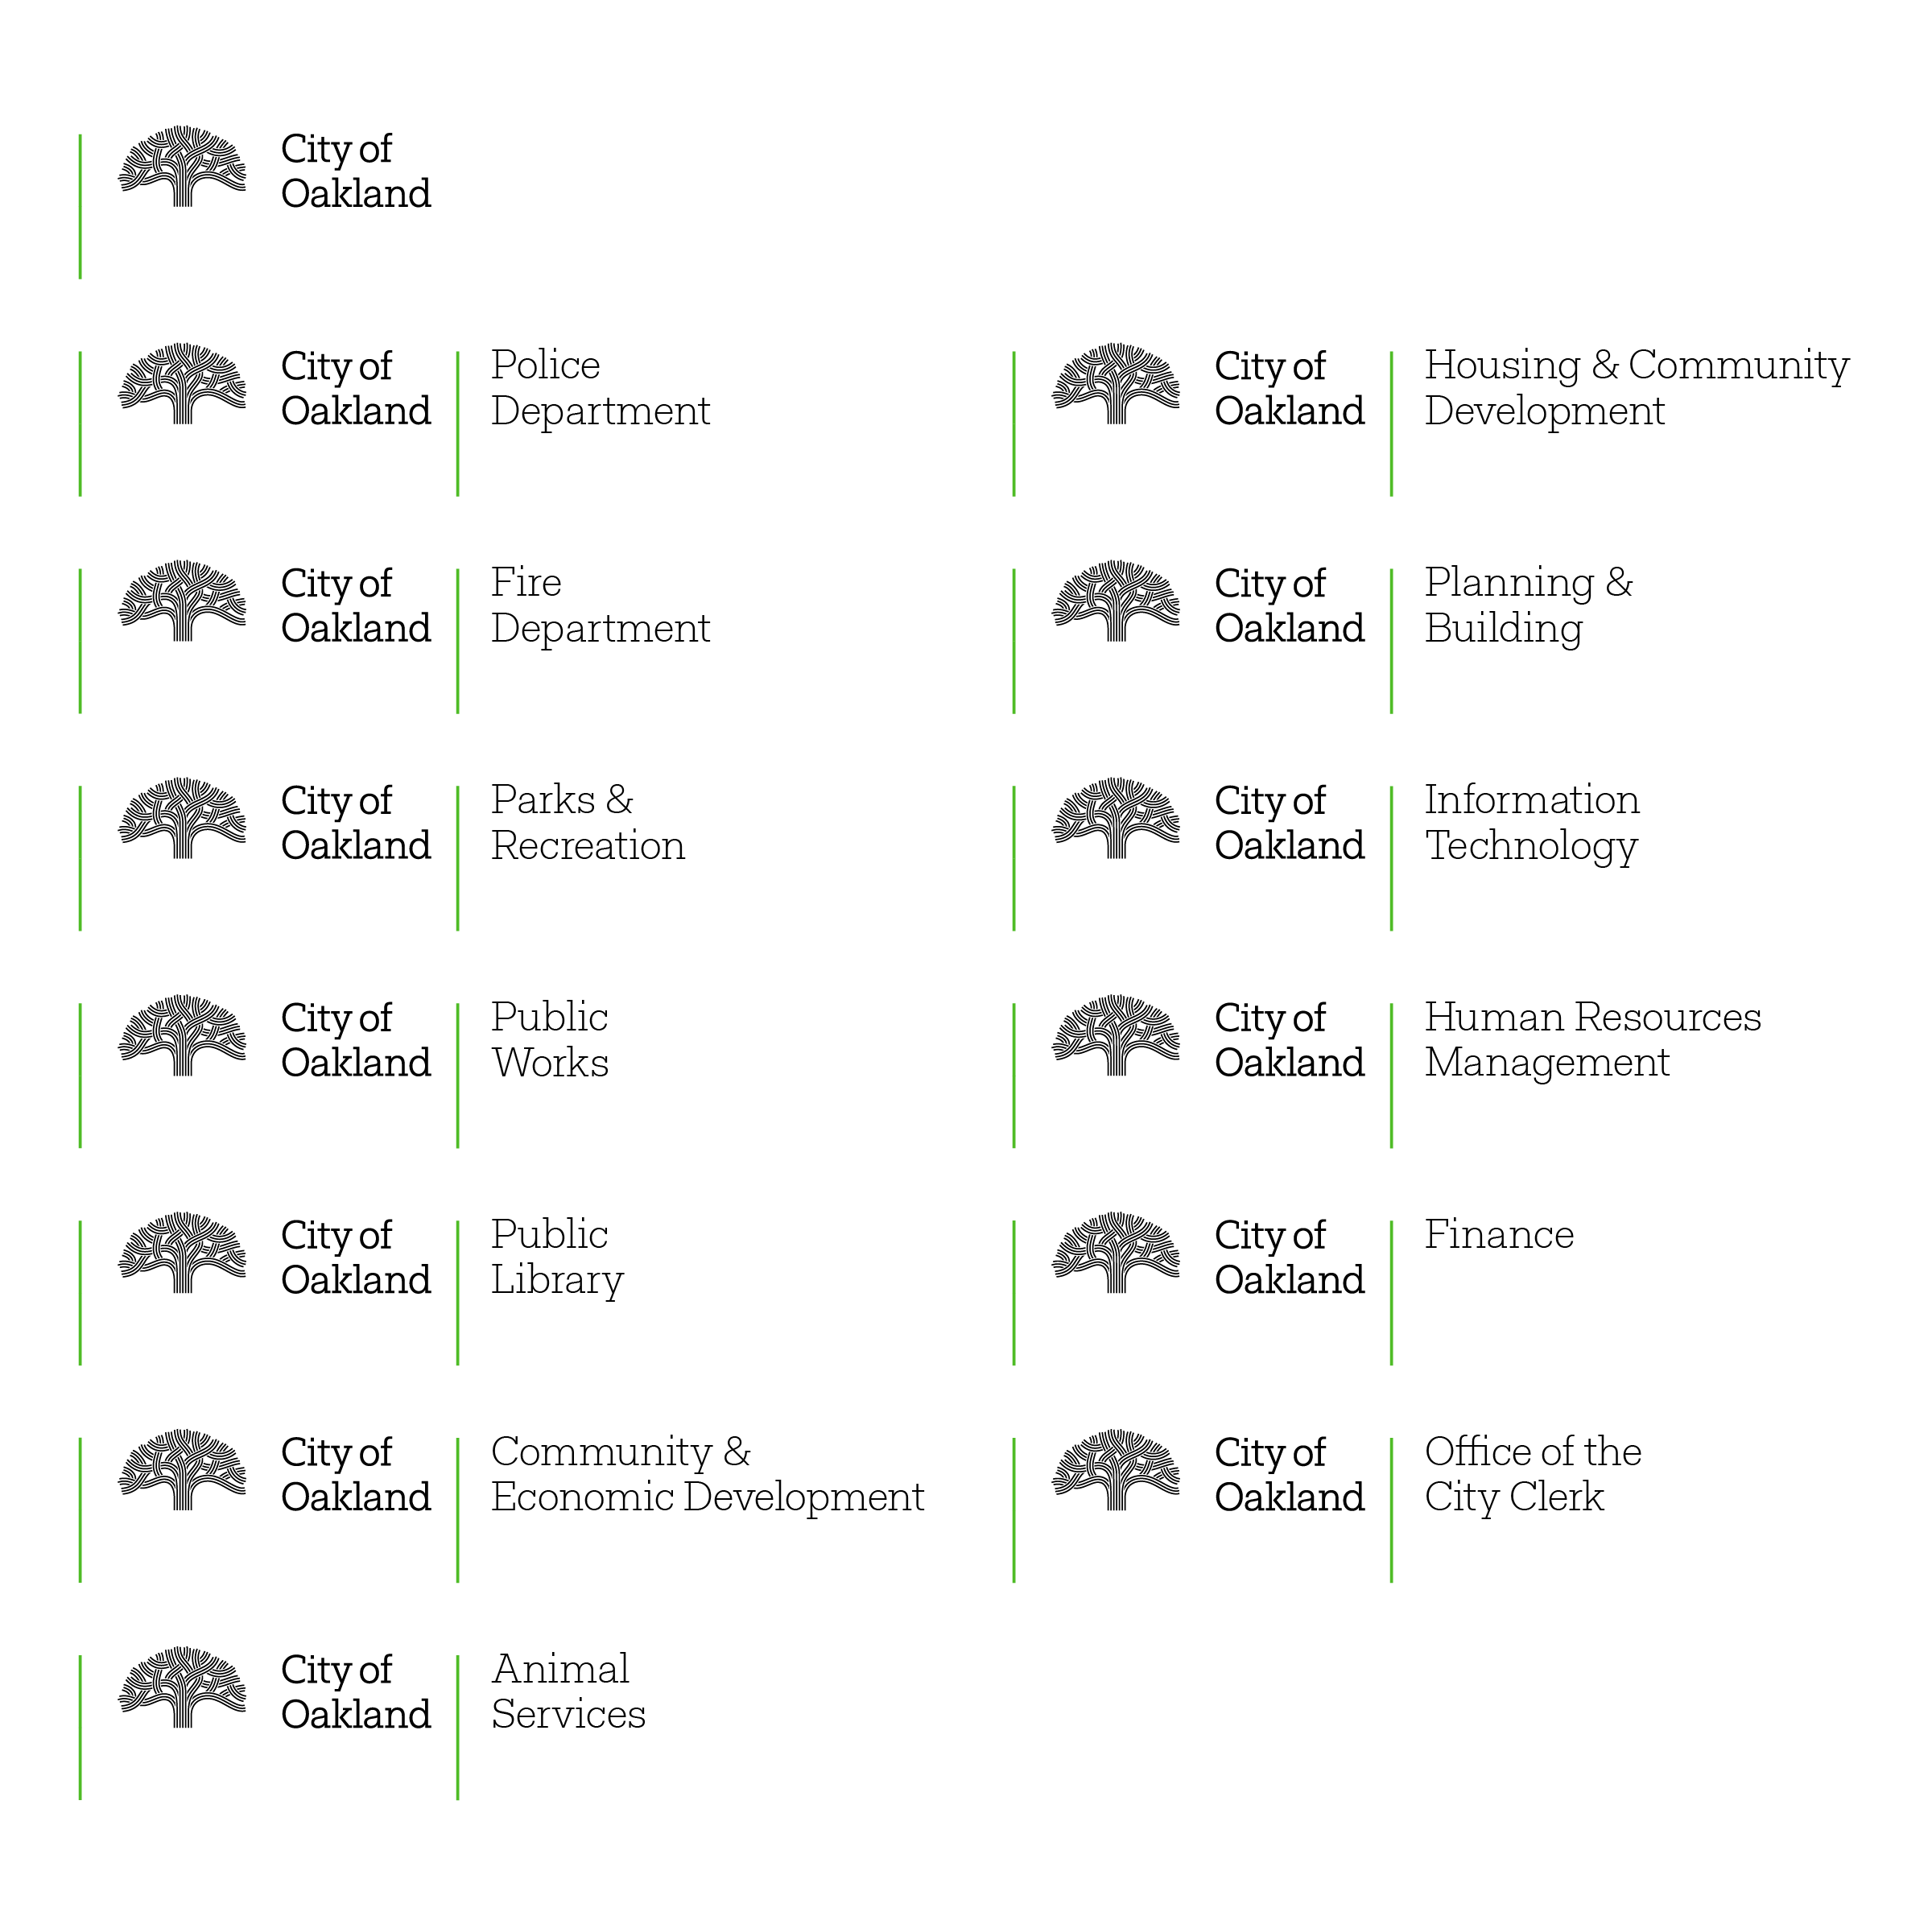 City of
Oakland
City of
Oakland
Police
Department
City of
Oakland
Fire
Department
City of
Oakland
Parks &
Recreation
City of
Oakland
Public
Works
City of
Oakland
Public
Library
City of
Oakland
Community &
Economic Development
City of
Oakland
Animal
Services
City of
Oakland
Housing & Community
Development
City of
Oakland
Planning &
Building
City of
Oakland
Information
Technology
City of
Oakland
Human Resources
Management
City of
Oakland
Finance
City of
Oakland
Office of the
City Clerk